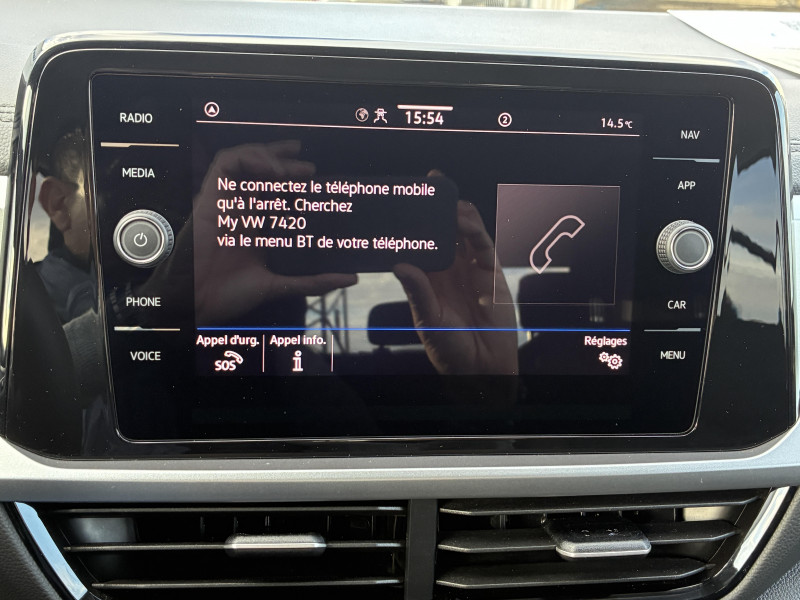 RADIO
MEDIA
PHONE
VOICE
15:54
2
14.5°C
Ne connectez le téléphone mobile
qu'à l'arrêt. Cherchez
My VW 7420
via le menu BT de votre téléphone.
Appel d'urg.
SOS
Appel info.
i
Réglages
NAV
APP
CAR
MENU